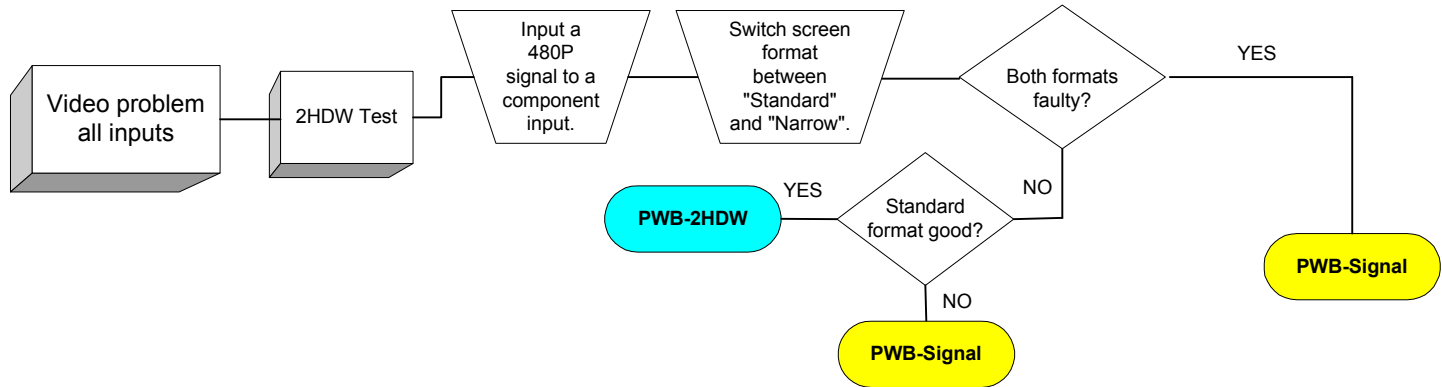 Video problem
all inputs
2HDW Test
Input a
480P
signal to a
component
input.
Switch screen
format
between
"Standard"
and "Narrow".
Both formats
faulty?
YES
NO
Standard
format good?
YES
PWB-2HDW
NO
PWB-Signal
PWB-Signal